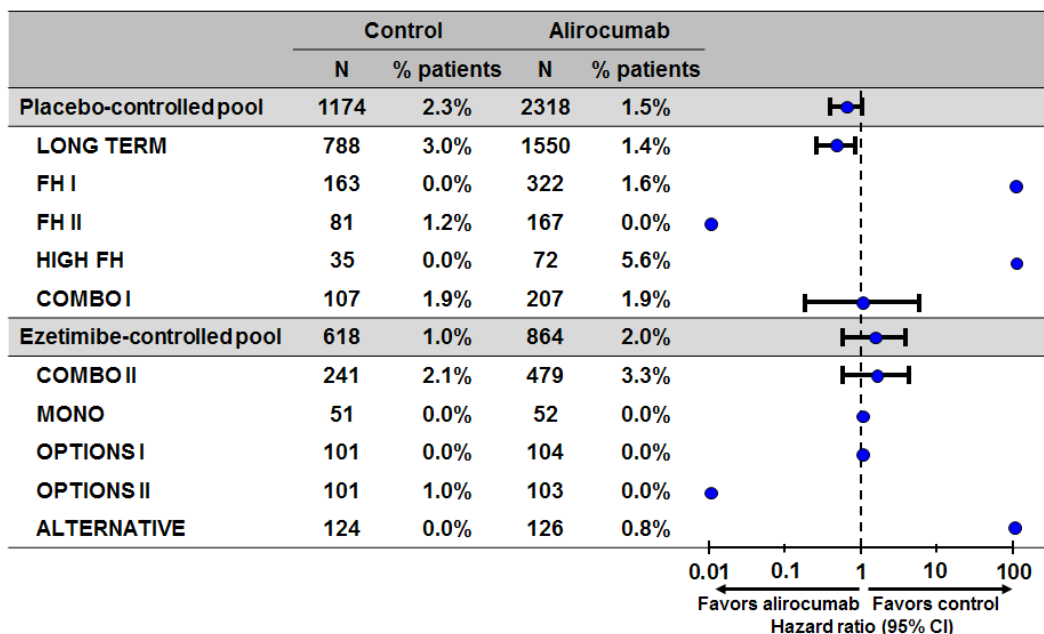 Control Alirocumab
N % patients N % patients
Placebo-controlled pool 1174 2.3% 2318 1.5%
LONG TERM 788 3.0% 1550 1.4%
FH I 163 0.0% 322 1.6%
FH II 81 1.2% 167 0.0%
HIGH FH 35 0.0% 72 5.6%
COMBO I 107 1.9% 207 1.9%
Ezetimibe-controlled pool 618 1.0% 864 2.0%
COMBO II 241 2.1% 479 3.3%
MONO 51 0.0% 52 0.0%
OPTIONS I 101 0.0% 104 0.0%
OPTIONS II 101 1.0% 103 0.0%
ALTERNATIVE 124 0.0% 126 0.8%
0.01 0.1 1 10 100
Favors alirocumab Favors control
Hazard ratio (95% CI)